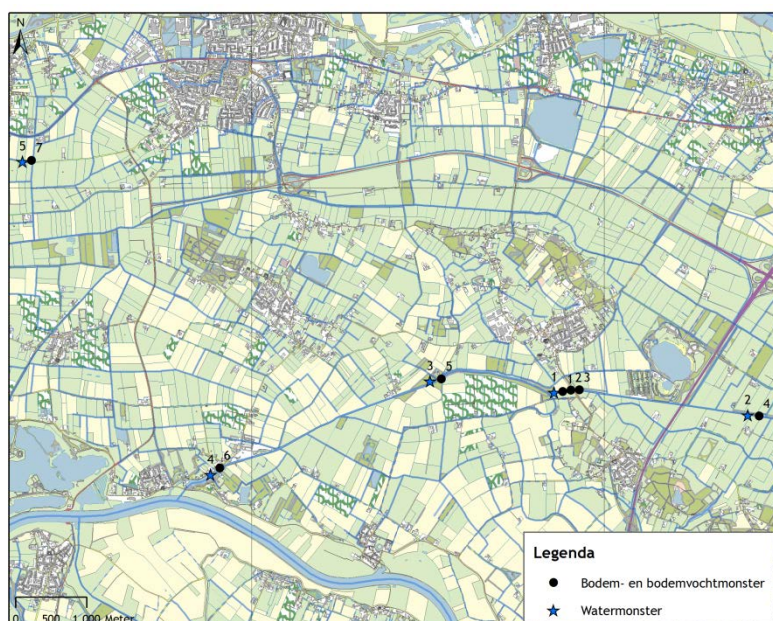 N
5 7
3 5
1 1 2 3
2 4
4 6
Legenda
Bodem- en bodemvochtmonster
Watermonster
0 500 1.000 Meter